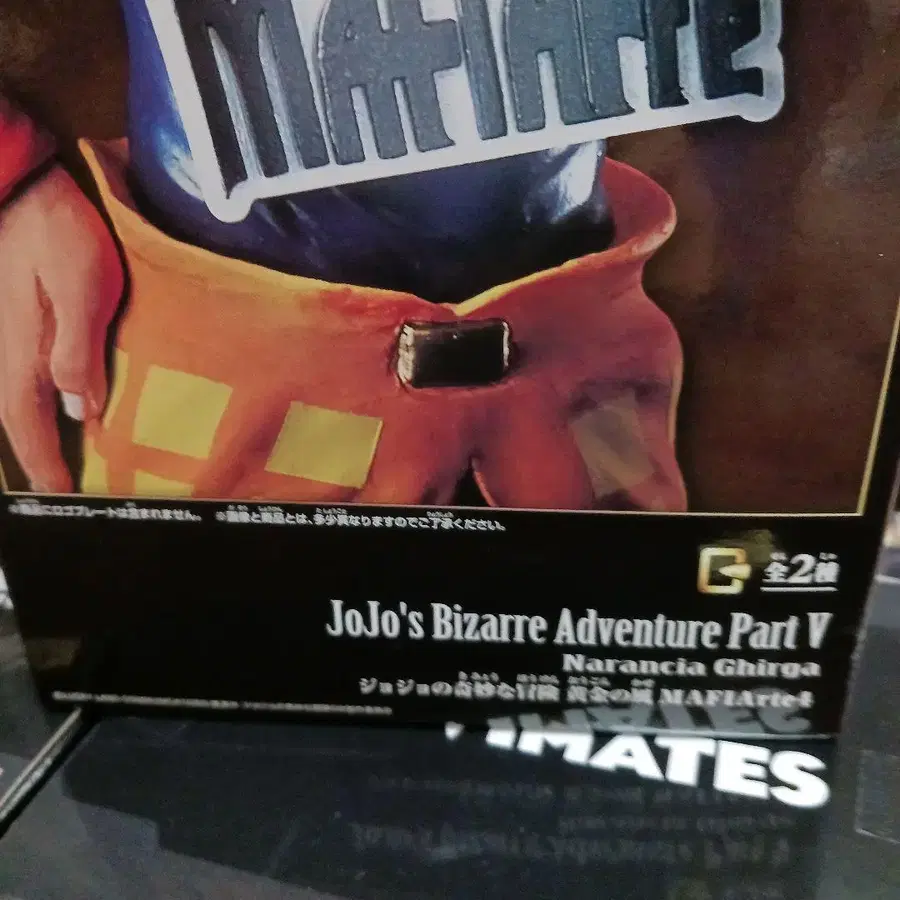 MAFIArte
※商品にロゴプレートは含まれません。 ※画像と商品とは、多少異なりますのでご了承ください。
全2種
JoJo's Bizarre Adventure Part V
Narancia Ghirga
ジョジョの奇妙な冒険 黄金の風 MAFIArte4
IMATES